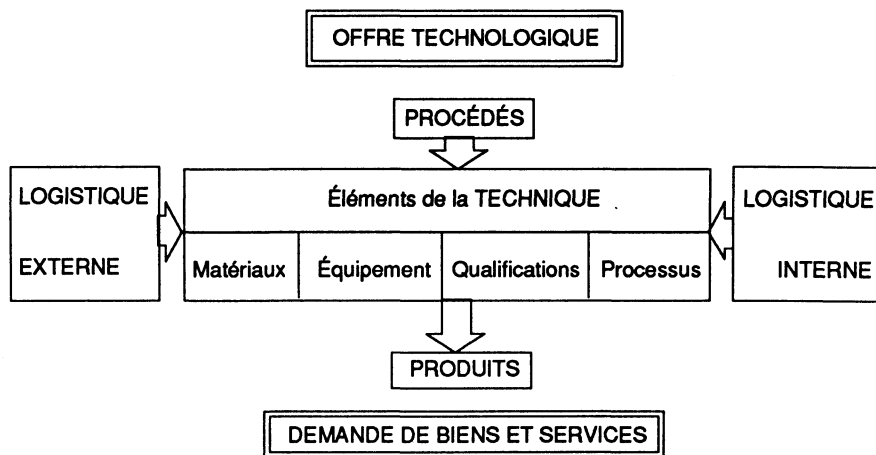 OFFRE TECHNOLOGIQUE
PROCÉDÉS
LOGISTIQUE
EXTERNE
Éléments de la TECHNIQUE
Matériaux
Équipement
Qualifications
Processus
LOGISTIQUE
INTERNE
PRODUITS
DEMANDE DE BIENS ET SERVICES